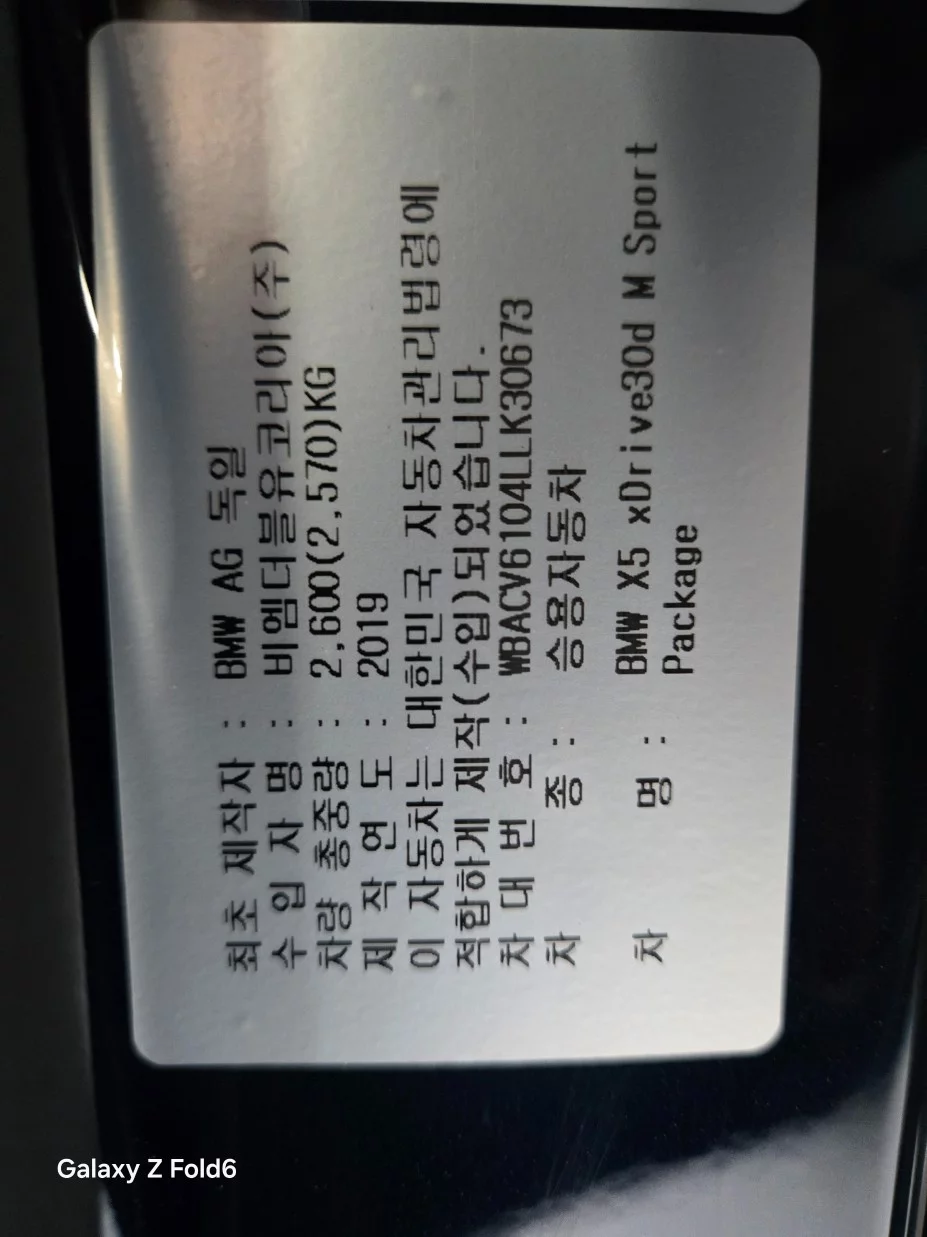 최초 제작자 : BMW AG 독일
수 입 자 명 : 비엠더블유코리아(주)
차량 총중량 : 2,600(2,570)KG
제 작 연 도 : 2019
이 자동차는 대한민국 자동차관리법령에
적합하게 제작(수입)되었습니다.
차 대 번 호 : WBACV6104LLK30673
차 종 : 승용자동차
차 명 : BMW X5 xDrive30d M Sport
Package
Galaxy Z Fold6